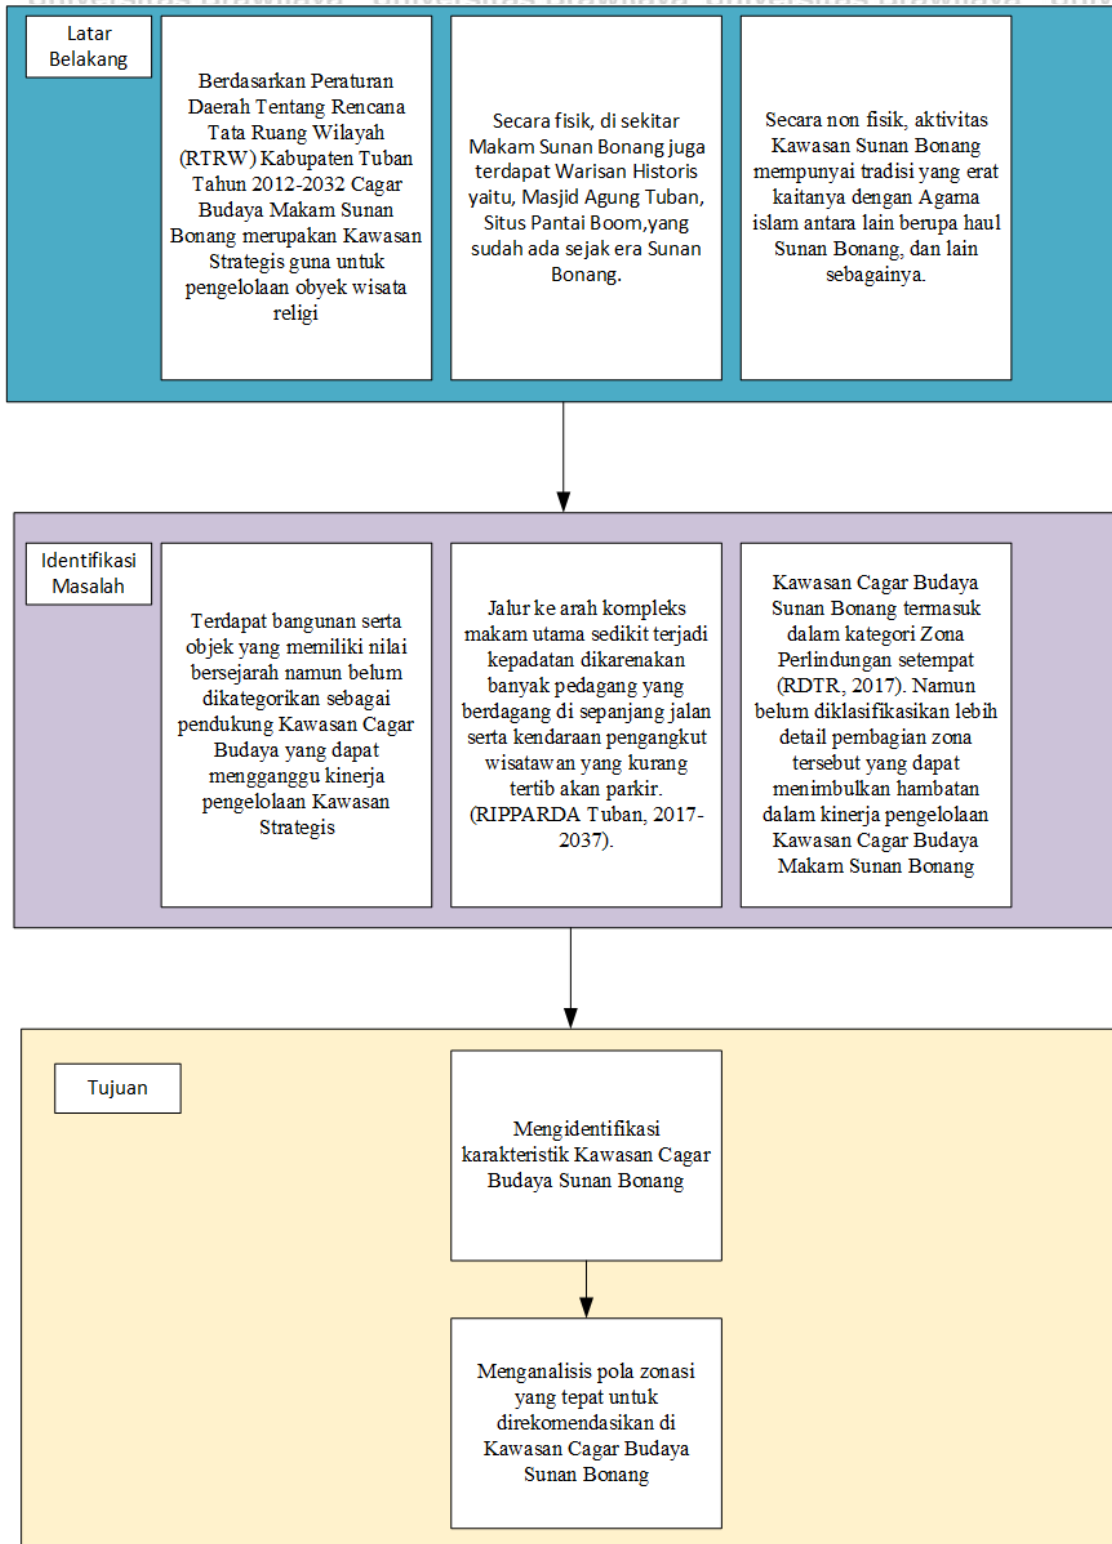 Universitas Brawijaya Universitas Brawijaya Universitas Brawijaya
Latar
Belakang
Berdasarkan Peraturan
Daerah Tentang Rencana
Tata Ruang Wilayah
(RTRW) Kabupaten Tuban
Tahun 2012-2032 Cagar
Budaya Makam Sunan
Bonang merupakan Kawasan
Strategis guna untuk
pengelolaan obyek wisata
religi
Secara fisik, di sekitar
Makam Sunan Bonang juga
terdapat Warisan Historis
yaitu, Masjid Agung Tuban,
Situs Pantai Boom,yang
sudah ada sejak era Sunan
Bonang.
Secara non fisik, aktivitas
Kawasan Sunan Bonang
mempunyai tradisi yang erat
kaitanya dengan Agama
islam antara lain berupa haul
Sunan Bonang, dan lain
sebagainya.
Identifikasi
Masalah
Terdapat bangunan serta
objek yang memiliki nilai
bersejarah namun belum
dikategorikan sebagai
pendukung Kawasan Cagar
Budaya yang dapat
mengganggu kinerja
pengelolaan Kawasan
Strategis
Jalur ke arah kompleks
makam utama sedikit terjadi
kepadatan dikarenakan
banyak pedagang yang
berdagang di sepanjang jalan
serta kendaraan pengangkut
wisatawan yang kurang
tertib akan parkir.
(RIPPARDA Tuban, 2017-
2037).
Kawasan Cagar Budaya
Sunan Bonang termasuk
dalam kategori Zona
Perlindungan setempat
(RDTR, 2017). Namun
belum diklasifikasikan lebih
detail pembagian zona
tersebut yang dapat
menimbulkan hambatan
dalam kinerja pengelolaan
Kawasan Cagar Budaya
Makam Sunan Bonang
Tujuan
Mengidentifikasi
karakteristik Kawasan Cagar
Budaya Sunan Bonang
Menganalisis pola zonasi
yang tepat untuk
direkomendasikan di
Kawasan Cagar Budaya
Sunan Bonang